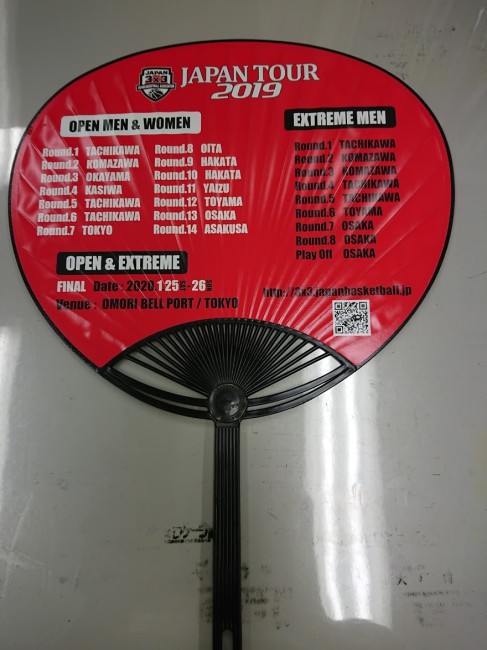 JAPAN
3x3
JAPAN TOUR
2019
OPEN MEN & WOMEN
Round.1 TACHIKAWA
Round.2 KOMAZAWA
Round.3 OKAYAMA
Round.4 KASIWA
Round.5 TACHIKAWA
Round.6 TACHIKAWA
Round.7 TOKYO
Round.8 OITA
Round.9 HAKATA
Round.10 HAKATA
Round.11 YAIZU
Round.12 TOYAMA
Round.13 OSAKA
Round.14 ASAKUSA
EXTREME MEN
Round.1 TACHIKAWA
Round.2 KOMAZAWA
Round.3 KOMAZAWA
Round.4 TACHIKAWA
Round.5 TACHIKAWA
Round.6 TOYAMA
Round.7 OSAKA
Round.8 OSAKA
Play Off OSAKA
OPEN & EXTREME
FINAL Date : 2020.1 25 - 26
Venue : OMORI BELL PORT / TOKYO
http://3x3.japanbasketball.jp